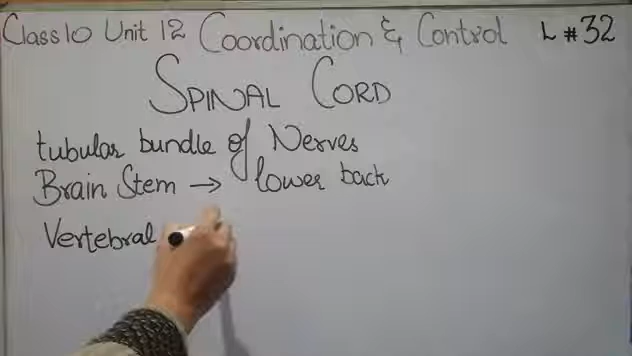 Class 10 Unit 12 Coordination & Control L # 32
SPINAL CORD
tubular bundle of Nerves
Brain Stem → lower back
Vertebral